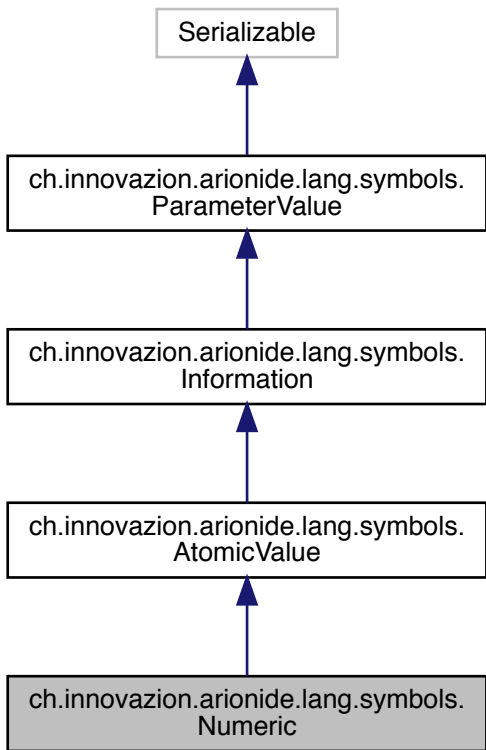 Serializable
ch.innovazion.arionide.lang.symbols.
ParameterValue
ch.innovazion.arionide.lang.symbols.
Information
ch.innovazion.arionide.lang.symbols.
AtomicValue
ch.innovazion.arionide.lang.symbols.
Numeric